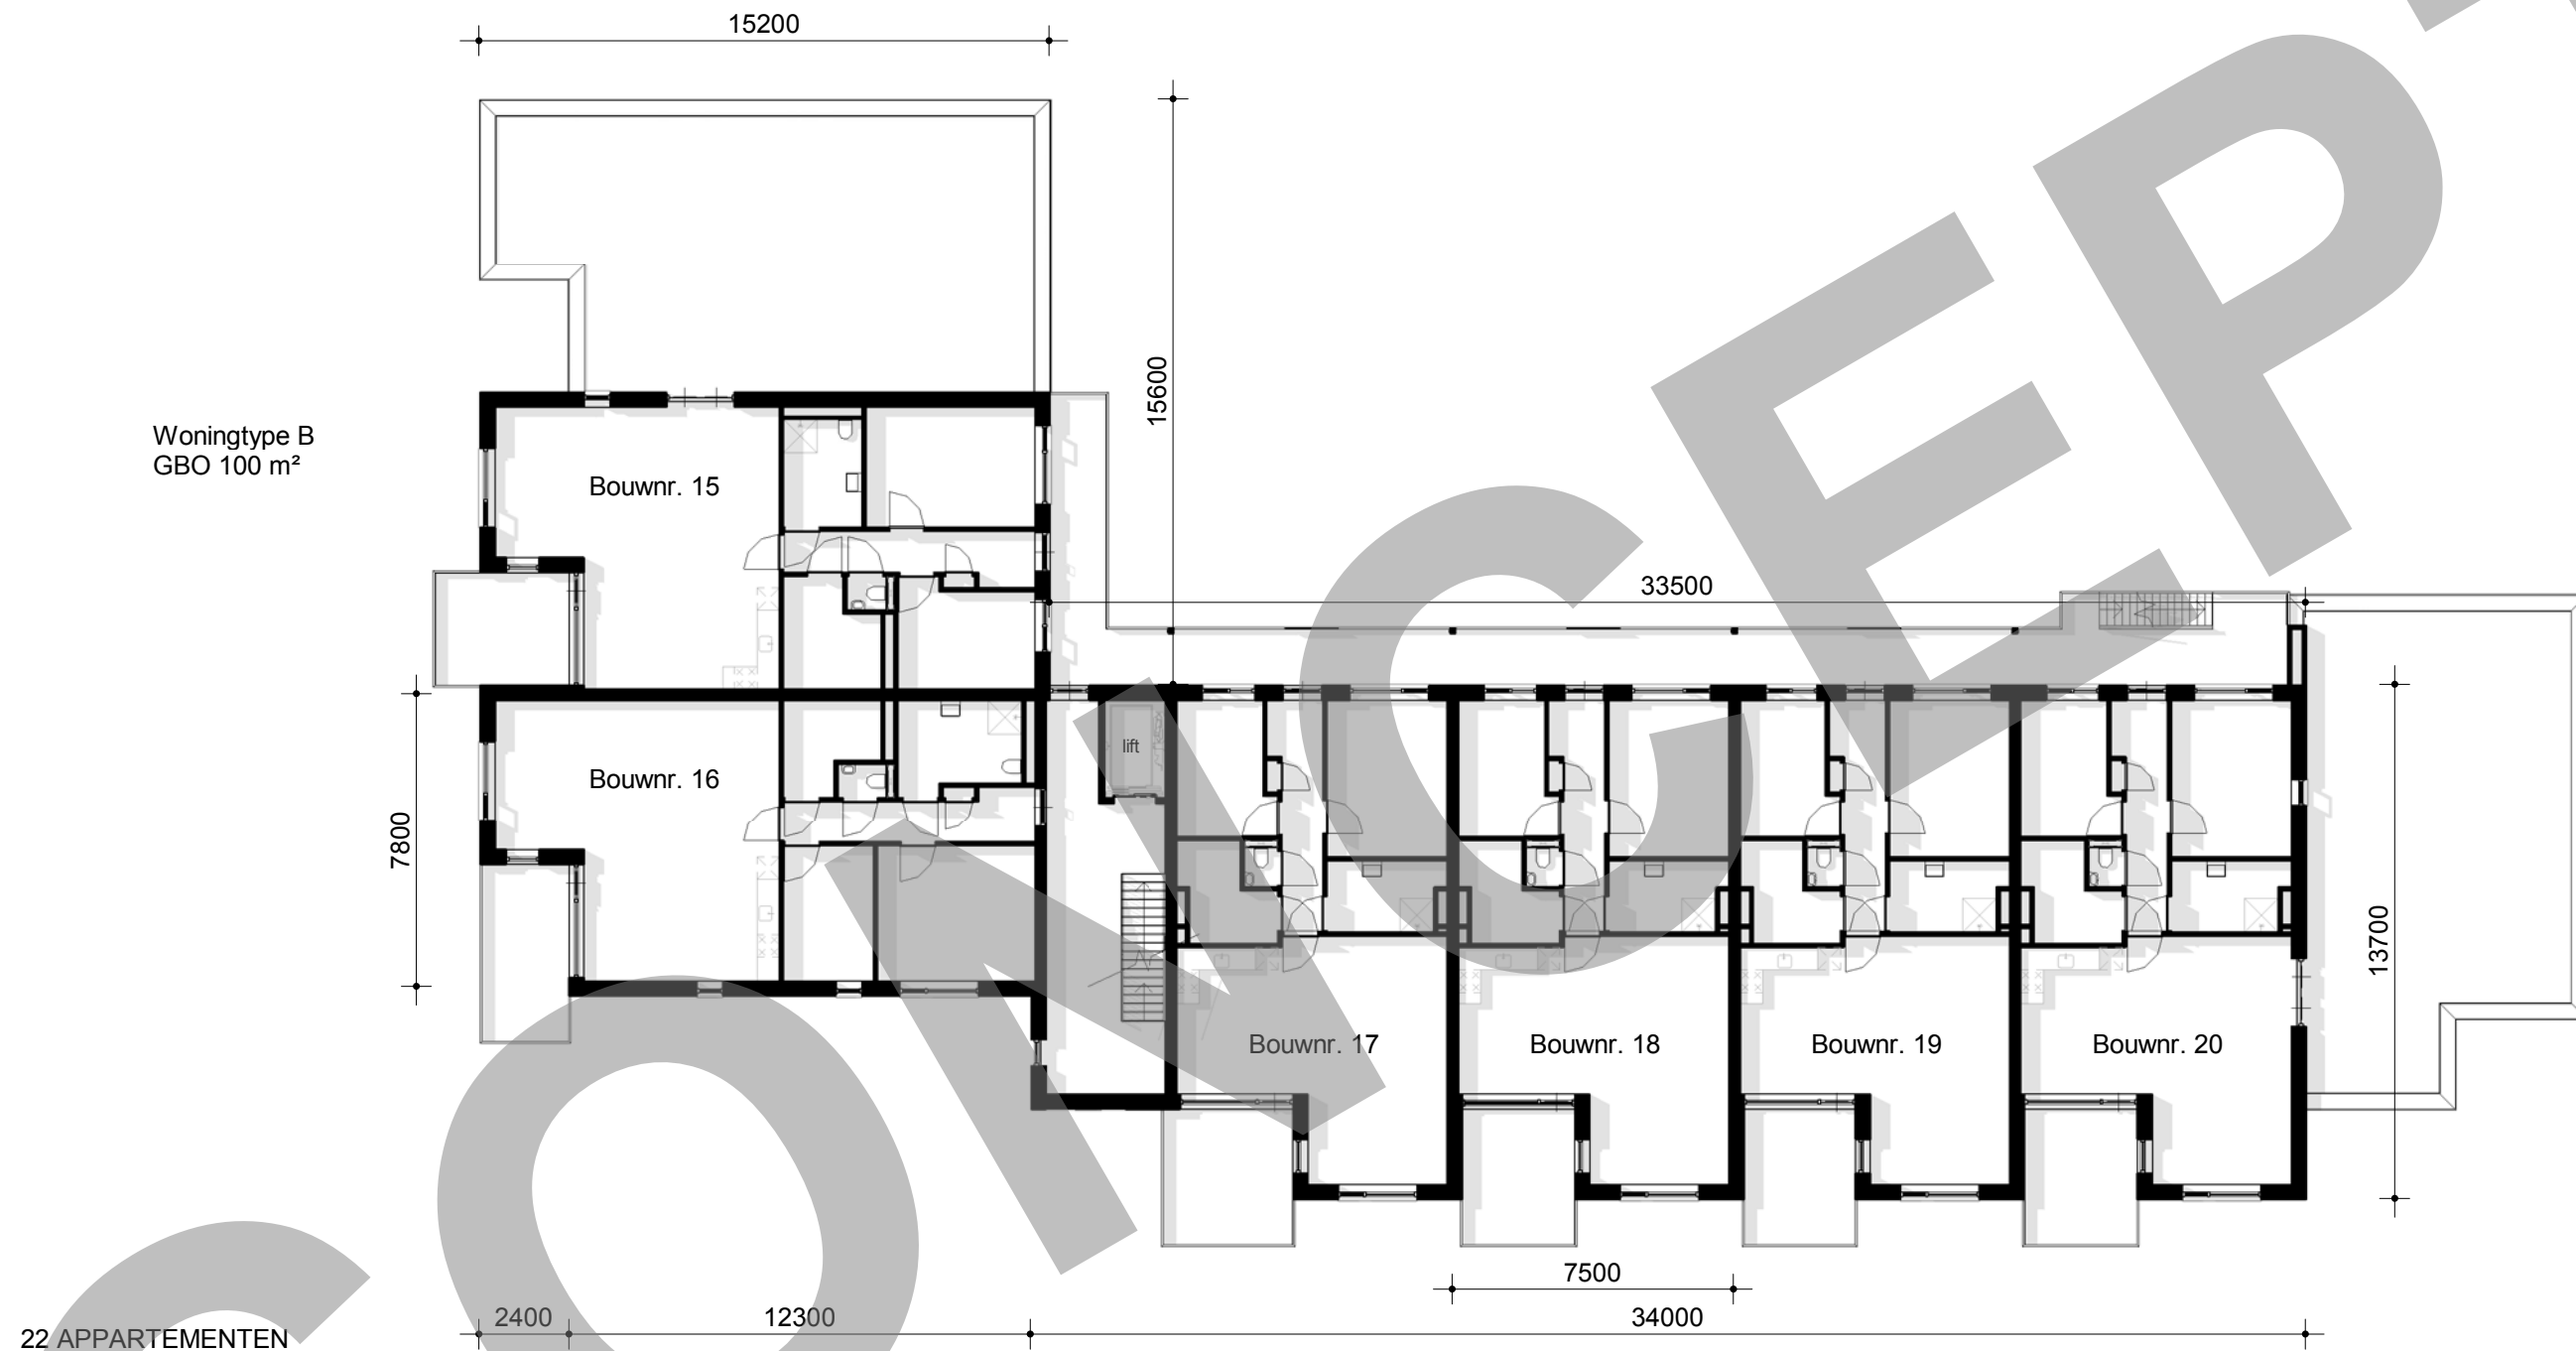 15200
15600
Woningtype B
GBO 100 m²
Bouwnr. 15
33500
lift
Bouwnr. 16
7800
13700
Bouwnr. 17
Bouwnr. 18
Bouwnr. 19
Bouwnr. 20
7500
2400
12300
34000
22 APPARTEMENTEN
CONCEPT